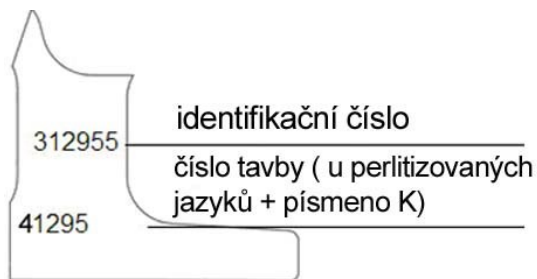 identifikační číslo
312955
číslo tavby ( u perlitizovaných
jazyků + písmeno K)
41295